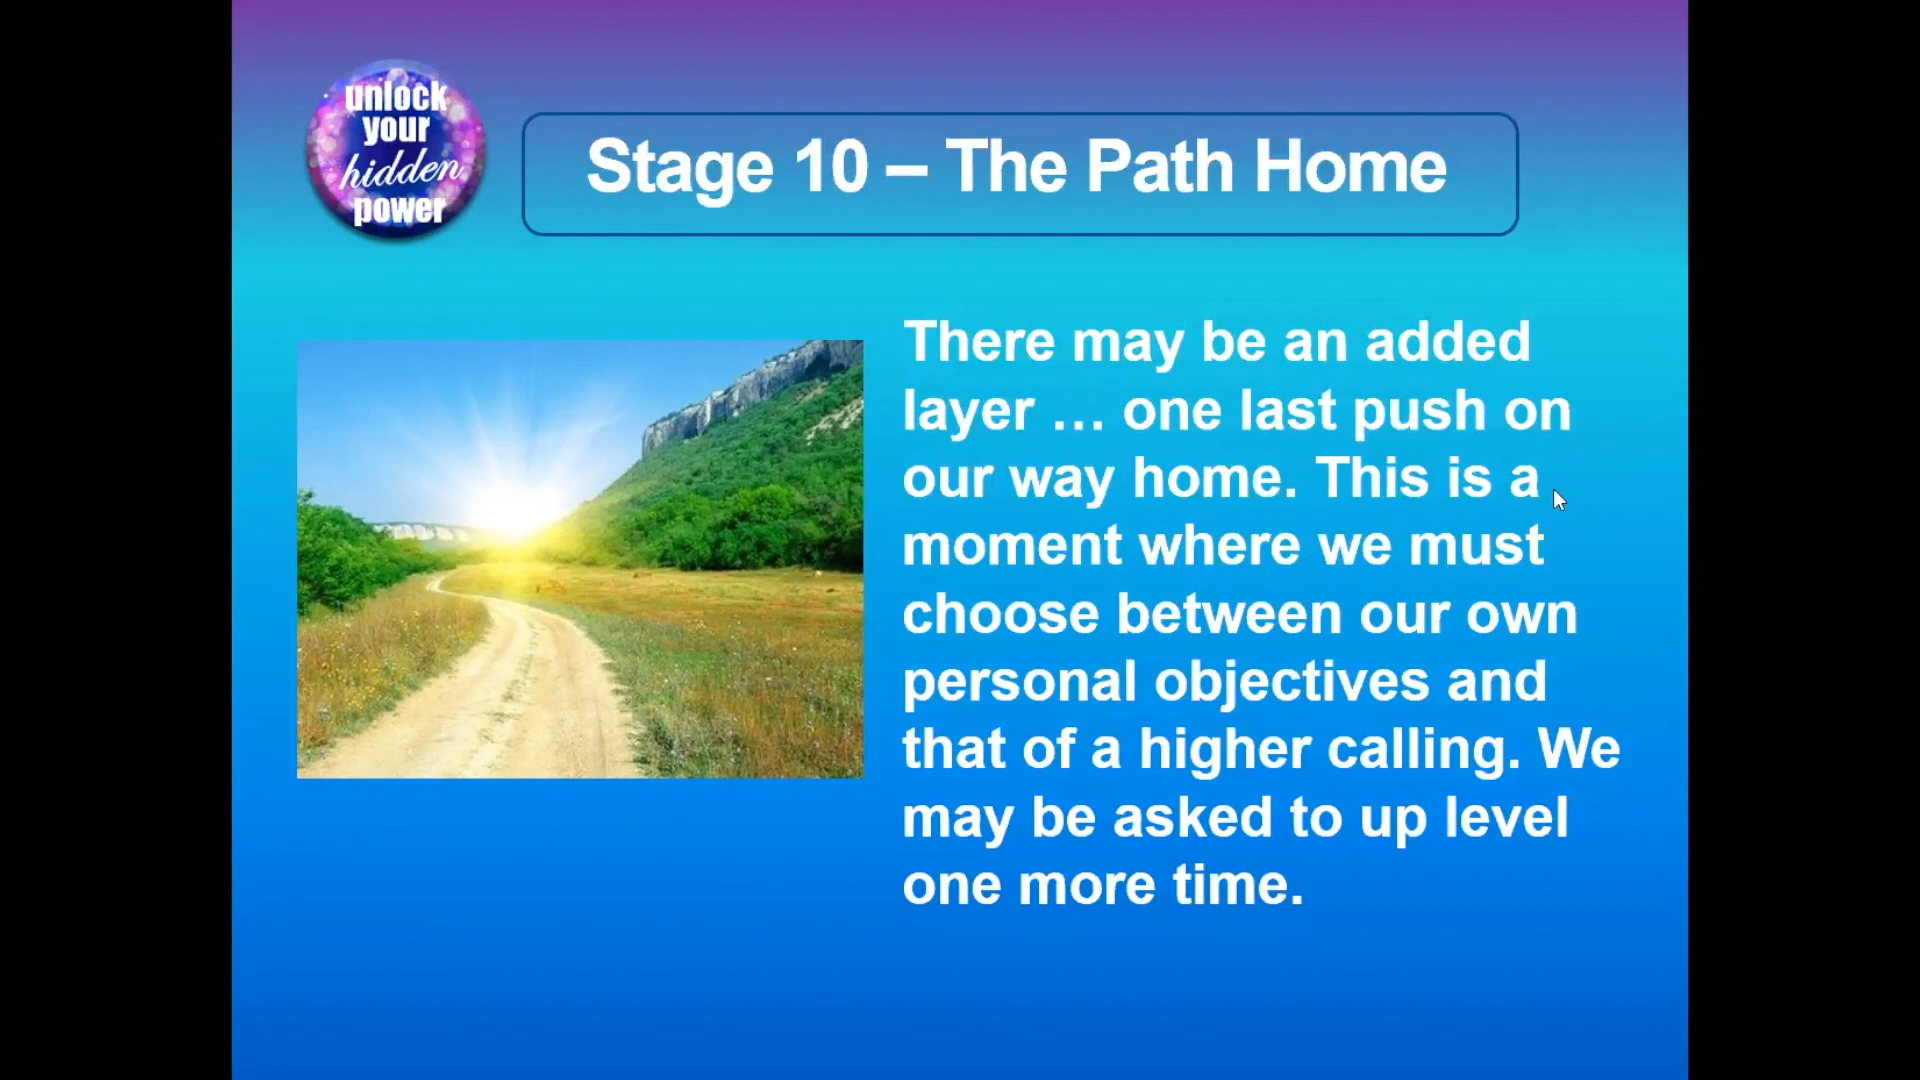 unlock
your
hidden
power
Stage 10 – The Path Home
There may be an added
layer … one last push on
our way home. This is a
moment where we must
choose between our own
personal objectives and
that of a higher calling. We
may be asked to up level
one more time.